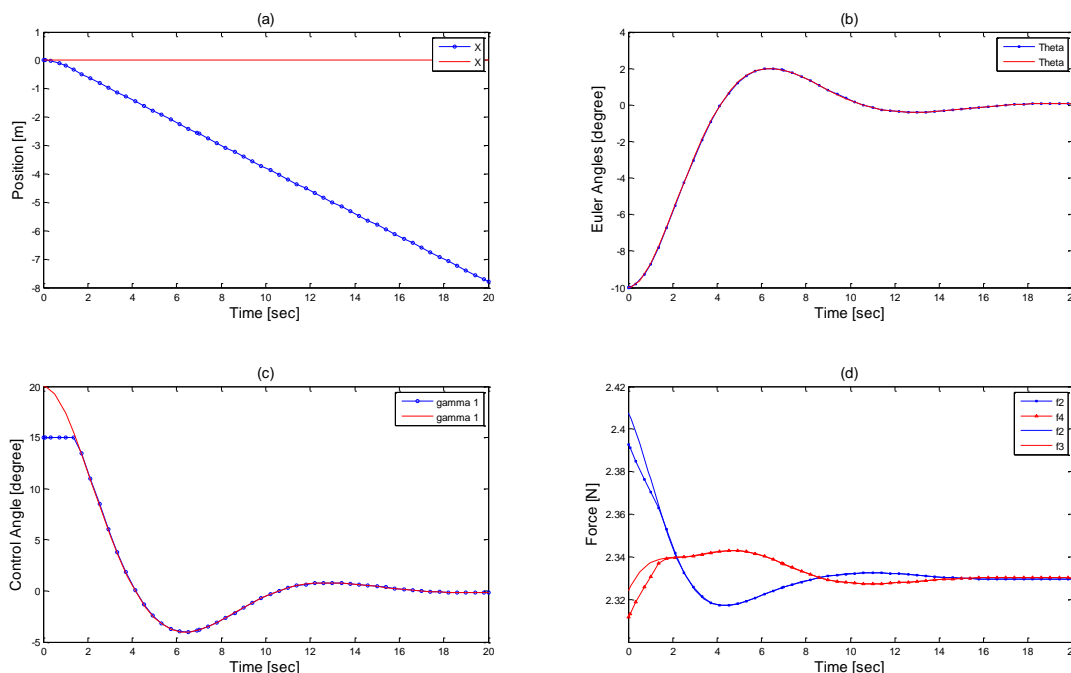 (a)
Position [m]
1
0
-1
-2
-3
-4
-5
-6
-7
-8
0 2 4 6 8 10 12 14 16 18 20
Time [sec]
X
X
(b)
Euler Angles [degree]
4
2
0
-2
-4
-6
-8
-10
0 2 4 6 8 10 12 14 16 18 20
Time [sec]
Theta
Theta
(c)
Control Angle [degree]
20
15
10
5
0
-5
0 2 4 6 8 10 12 14 16 18 20
Time [sec]
gamma 1
gamma 1
(d)
Force [N]
2.42
2.4
2.38
2.36
2.34
2.32
0 2 4 6 8 10 12 14 16 18 20
Time [sec]
f2
f4
f2
f3